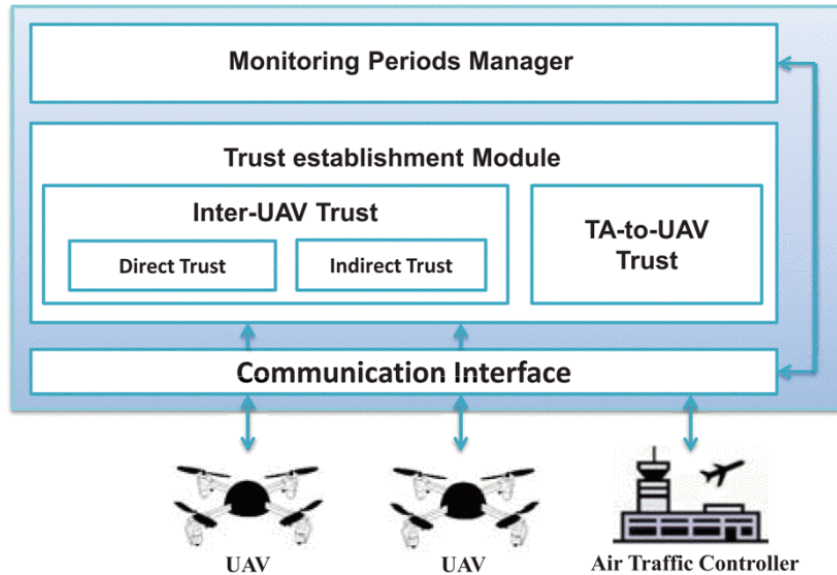 Monitoring Periods Manager
Trust establishment Module
Inter-UAV Trust
Direct Trust
Indirect Trust
TA-to-UAV
Trust
Communication Interface
UAV
UAV
Air Traffic Controller